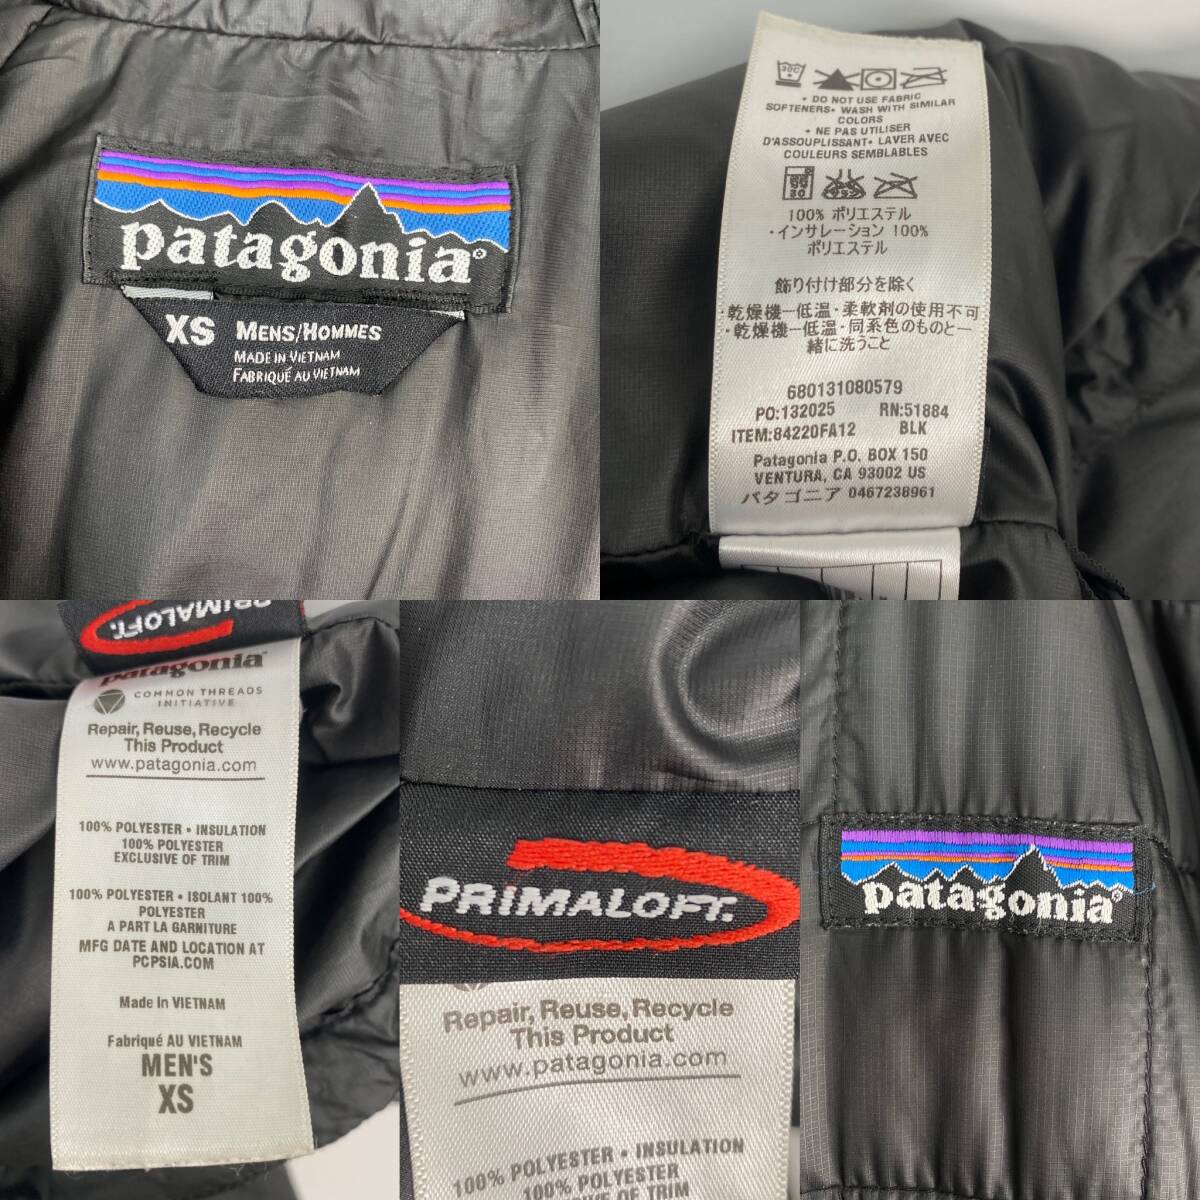 patagonia®
XS MENS/HOMMES
MADE IN VIETNAM
FABRIQUÉ AU VIETNAM
30C
• DO NOT USE FABRIC
SOFTENERS• WASH WITH SIMILAR
COLORS
• NE PAS UTILISER
D'ASSOUPLISSANT• LAVER AVEC
COULEURS SEMBLABLES
30
100% ポリエステル
・インサレーション 100%
ポリエステル
飾り付け部分を除く
・乾燥機ー低温・柔軟剤の使用不可
・乾燥機ー低温・同系色のものと一
緒に洗うこと
680131080579
PO:132025 RN:51884
ITEM:84220FA12 BLK
Patagonia P.O. BOX 150
VENTURA, CA 93002 US
パタゴニア 0467238961
PRIMALOFT.
patagonia®
COMMON THREADS
INITIATIVE
Repair, Reuse, Recycle
This Product
www.patagonia.com
100% POLYESTER • INSULATION
100% POLYESTER
EXCLUSIVE OF TRIM
100% POLYESTER • ISOLANT 100%
POLYESTER
A PART LA GARNITURE
MFG DATE AND LOCATION AT
PCPSIA.COM
Made in VIETNAM
Fabriqué AU VIETNAM
MEN'S
XS
PRIMALOFT.
Repair, Reuse, Recycle
This Product
www.patagonia.com
100% POLYESTER • INSULATION
100% POLYESTER
EXCLUSIVE OF TRIM
patagonia®